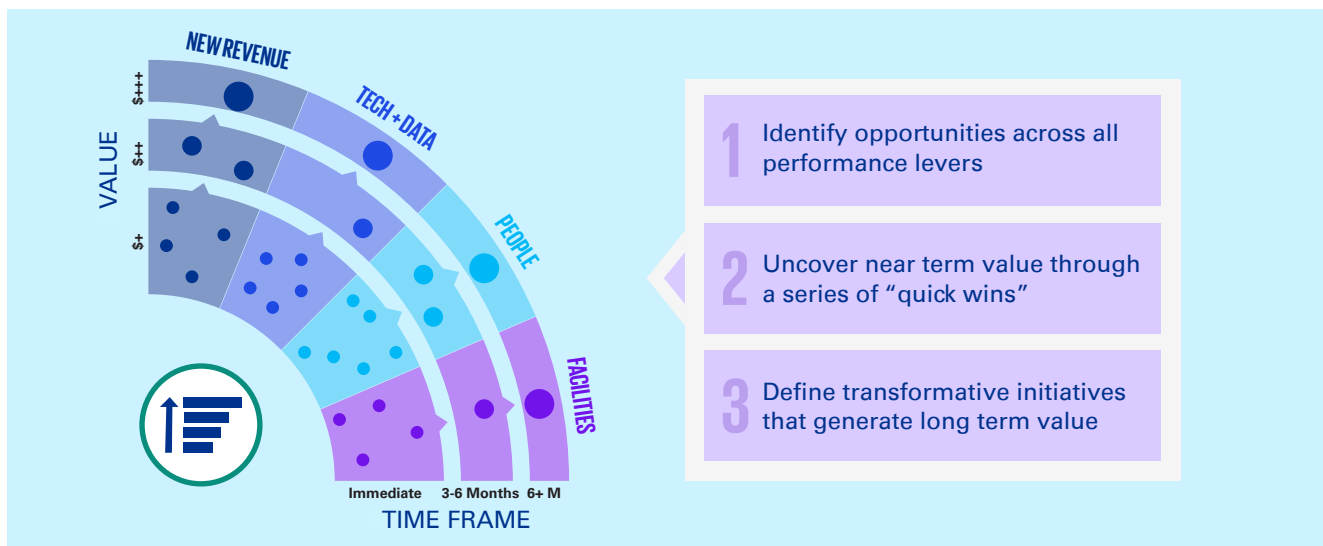 NEW REVENUE
TECH + DATA
PEOPLE
FACILITIES
VALUE
$+++
$++
$+
Immediate
3-6 Months
6+ M
TIME FRAME
1
Identify opportunities across all
performance levers
2
Uncover near term value through
a series of “quick wins”
3
Define transformative initiatives
that generate long term value